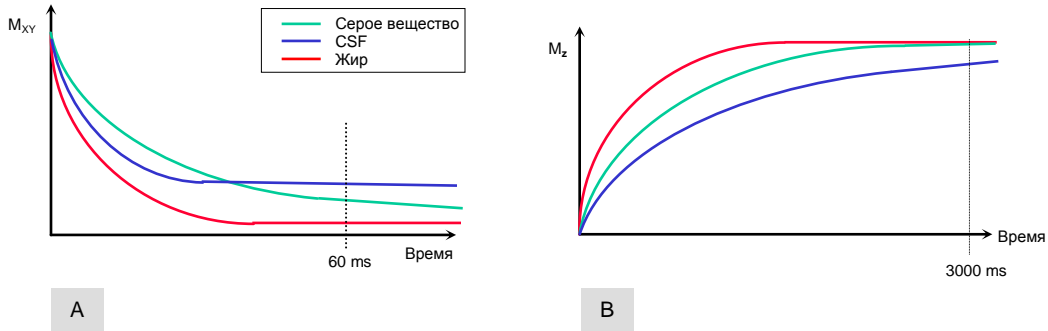 M_XY
Серое вещество
CSF
Жир
Время
60 ms
A
M_z
Время
3000 ms
B